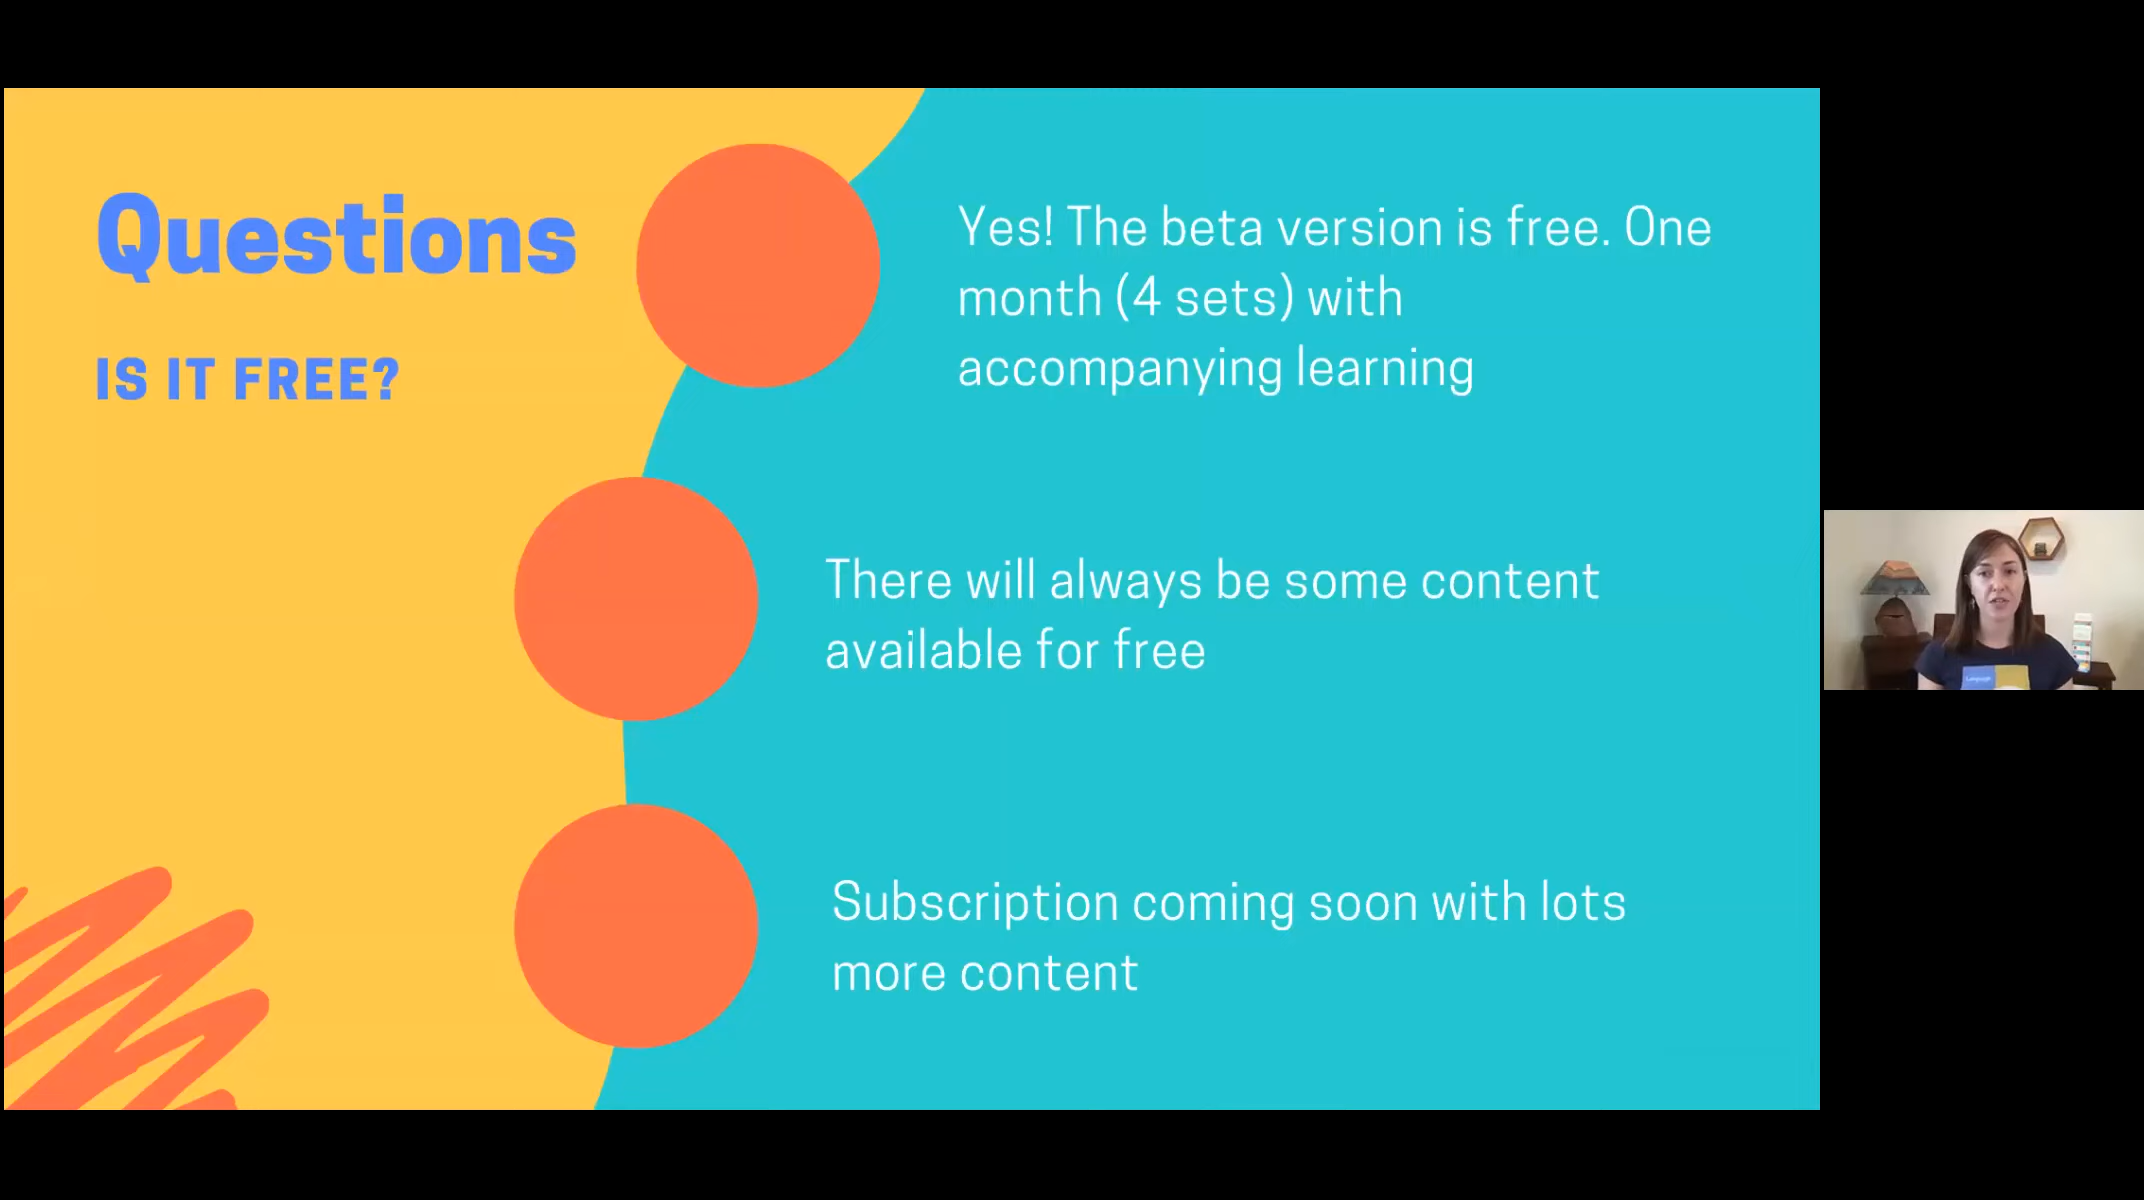 Questions
IS IT FREE?
Yes! The beta version is free. One
month (4 sets) with
accompanying learning
There will always be some content
available for free
Subscription coming soon with lots
more content